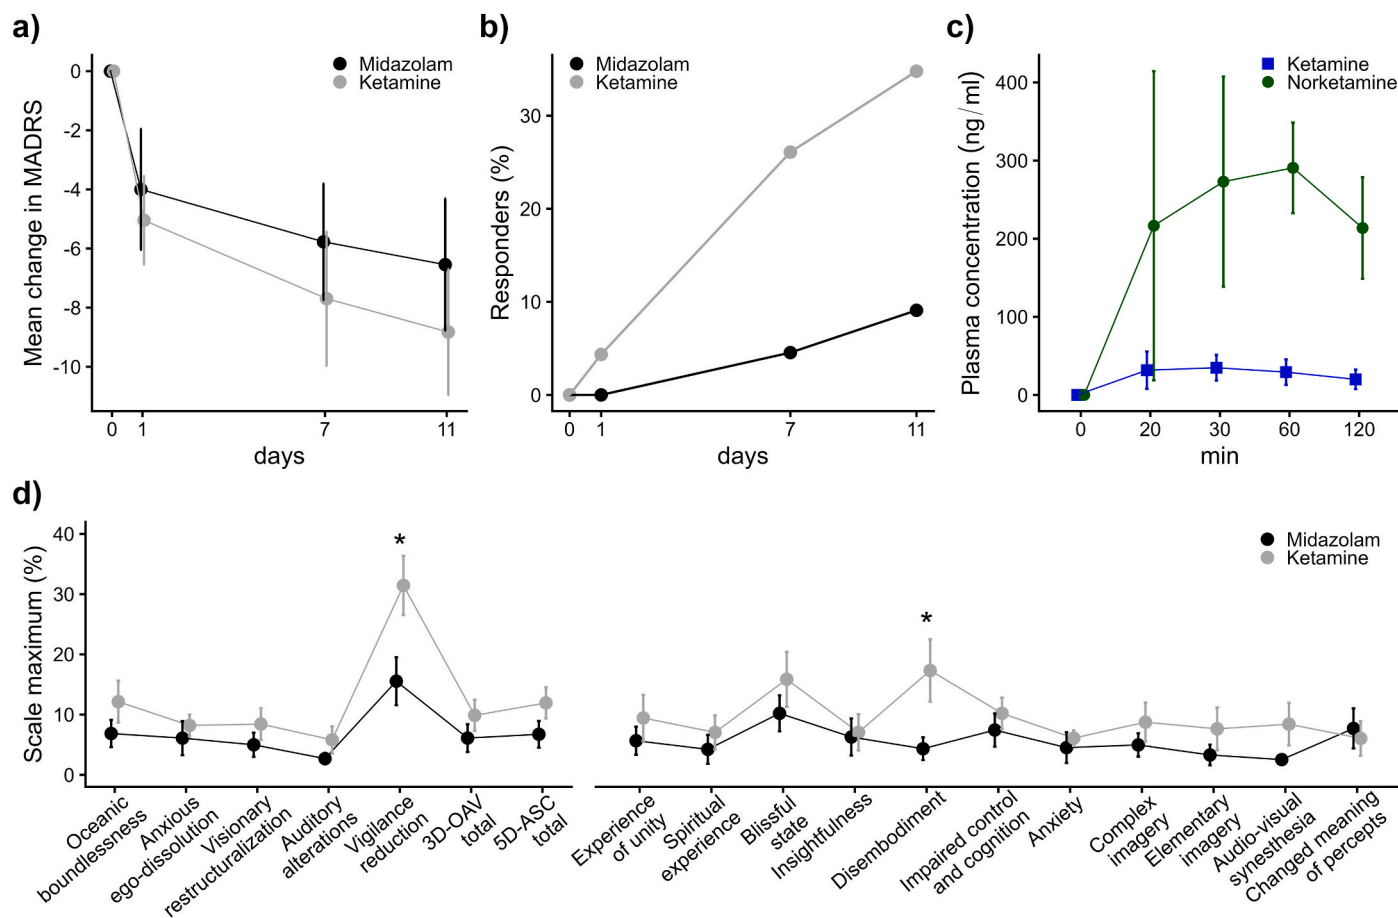 a)
Mean change in MADRS
0
-2
-4
-6
-8
-10
Midazolam
Ketamine
0 1 7 11
days
b)
Responders (%)
30
20
10
0
Midazolam
Ketamine
0 1 7 11
days
c)
Plasma concentration (ng/ml)
400
300
200
100
0
Ketamine
Norketamine
0 20 30 60 120
min
d)
Scale maximum (%)
40
30
20
10
0
*
*
Midazolam
Ketamine
Oceanic
boundlessness
Anxious
ego-dissolution
Visionary
restructuralization
Auditory
alterations
Vigilance
reduction
3D-OAV
total
5D-ASC
total
Experience
of unity
Spiritual
experience
Blissful
state
Insightfulness
Disembodiment
Impaired control
and cognition
Anxiety
Complex
imagery
Elementary
imagery
Audio-visual
synesthesia
Changed meaning
of percepts